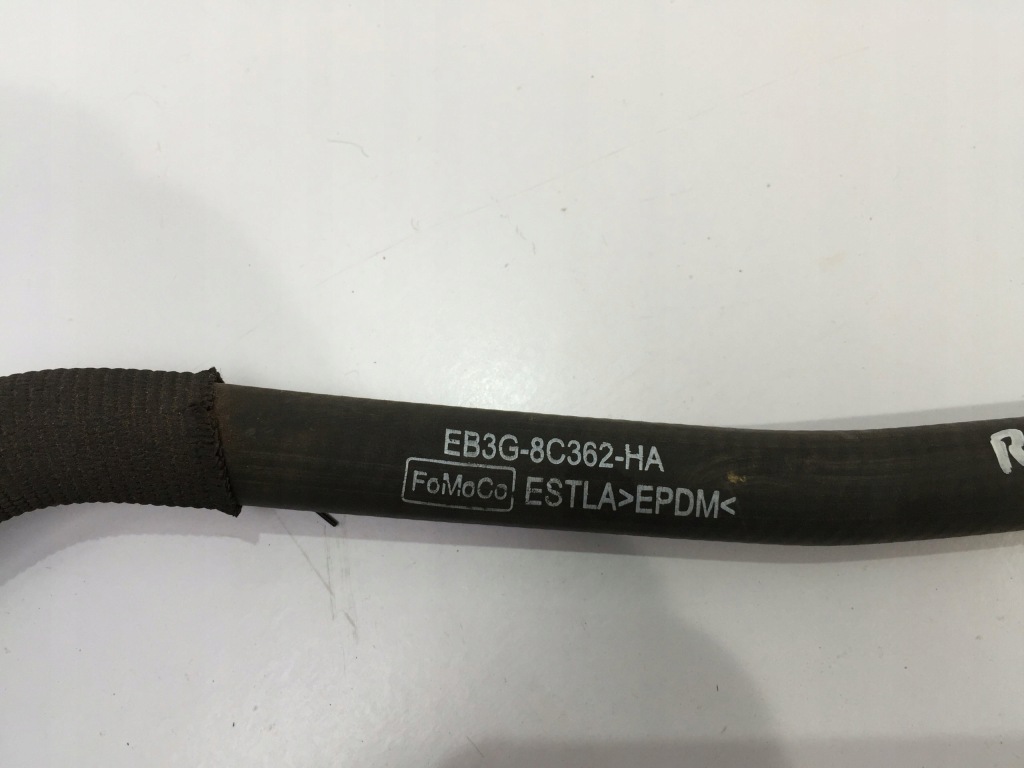 EB3G-8C362-HA
FoMoCo ESTLA>EPDM<
R